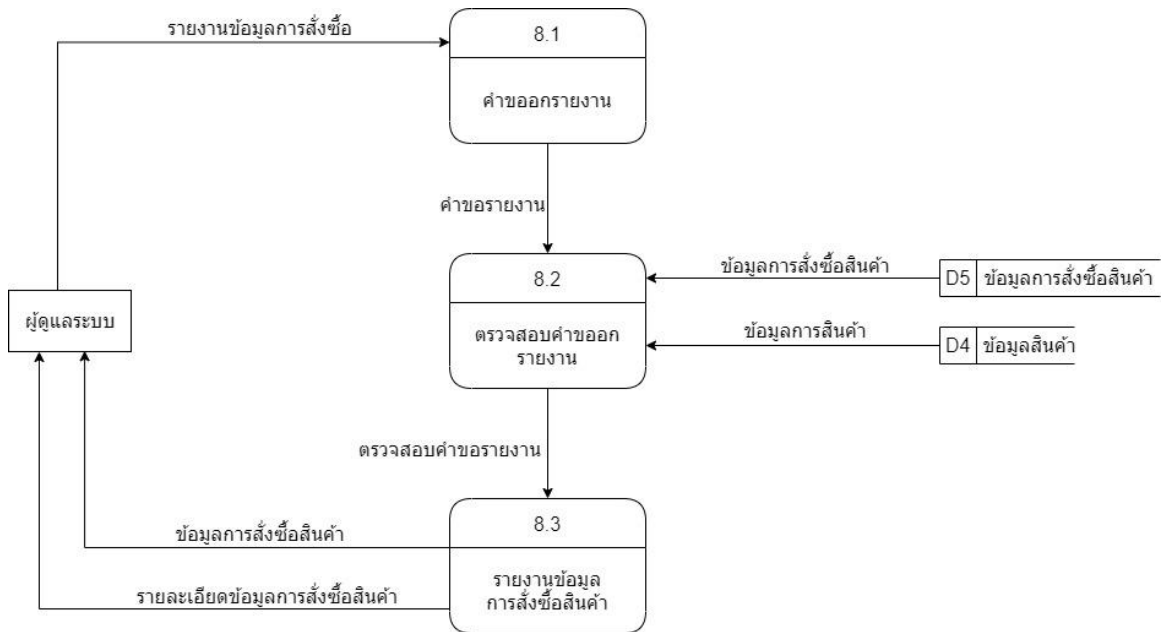 รายงานข้อมูลการสั่งซื้อ
8.1
คำขออกรายงาน
คำขอรายงาน
8.2
ตรวจสอบคำขออก
รายงาน
ข้อมูลการสั่งซื้อสินค้า
D5 ข้อมูลการสั่งซื้อสินค้า
ข้อมูลการสินค้า
D4 ข้อมูลสินค้า
ผู้ดูแลระบบ
ตรวจสอบคำขอรายงาน
8.3
รายงานข้อมูล
การสั่งซื้อสินค้า
ข้อมูลการสั่งซื้อสินค้า
รายละเอียดข้อมูลการสั่งซื้อสินค้า